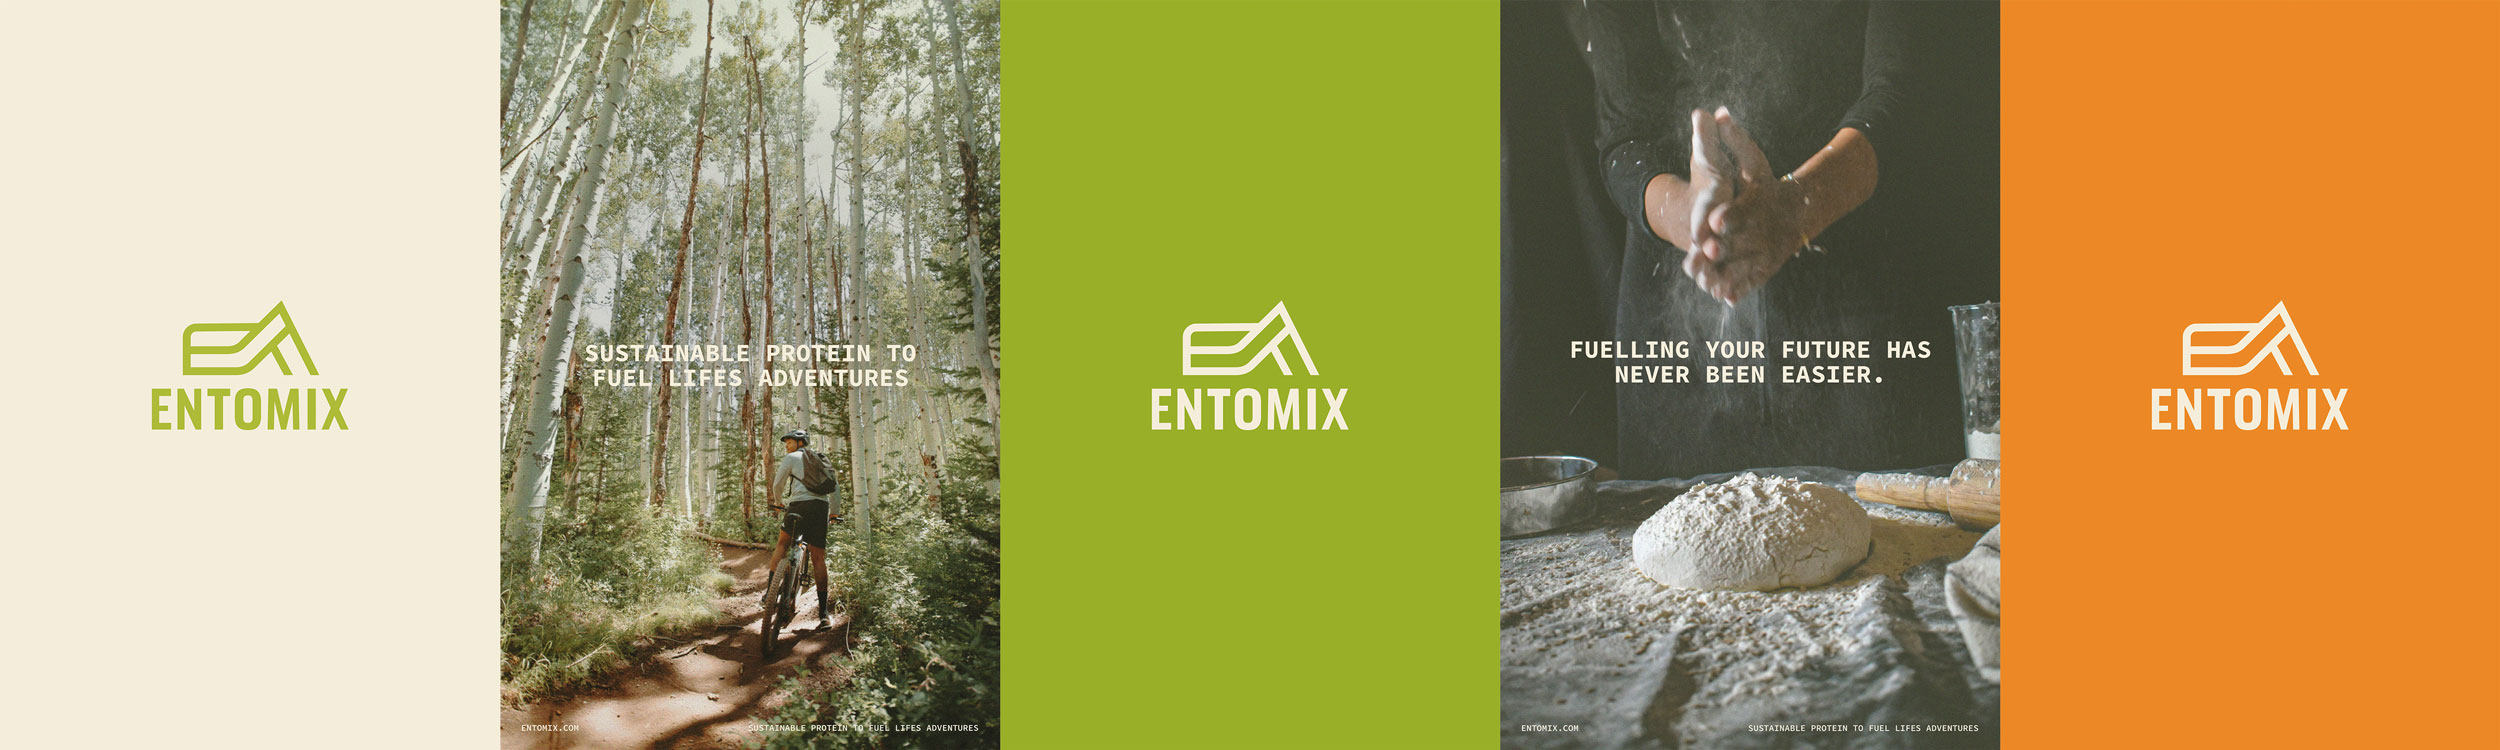 ENTOMIX
SUSTAINABLE PROTEIN TO
FUEL LIFES ADVENTURES
ENTOMIX.COM
SUSTAINABLE PROTEIN TO FUEL LIFES ADVENTURES
ENTOMIX
FUELLING YOUR FUTURE HAS
NEVER BEEN EASIER.
ENTOMIX.COM
SUSTAINABLE PROTEIN TO FUEL LIFES ADVENTURES
ENTOMIX